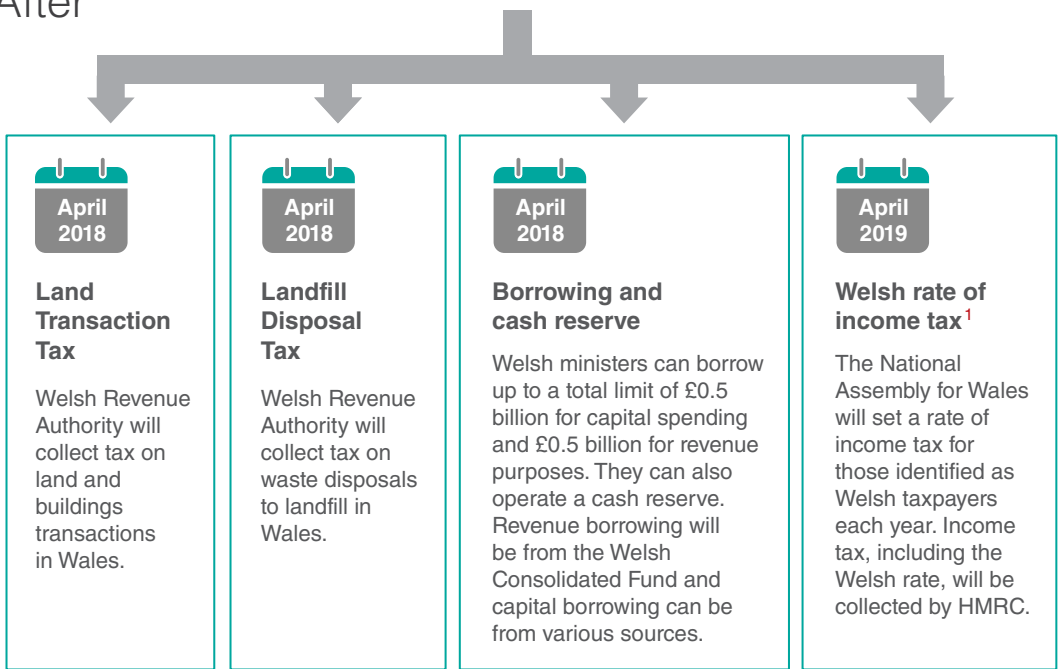 After
April
2018
Land
Transaction
Tax
Welsh Revenue
Authority will
collect tax on
land and
buildings
transactions
in Wales.
April
2018
Landfill
Disposal
Tax
Welsh Revenue
Authority will
collect tax on
waste disposals
to landfill in
Wales.
April
2018
Borrowing and
cash reserve
Welsh ministers can borrow
up to a total limit of £0.5
billion for capital spending
and £0.5 billion for revenue
purposes. They can also
operate a cash reserve.
Revenue borrowing will
be from the Welsh
Consolidated Fund and
capital borrowing can be
from various sources.
April
2019
Welsh rate of
income tax 1
The National
Assembly for Wales
will set a rate of
income tax for
those identified as
Welsh taxpayers
each year. Income
tax, including the
Welsh rate, will be
collected by HMRC.